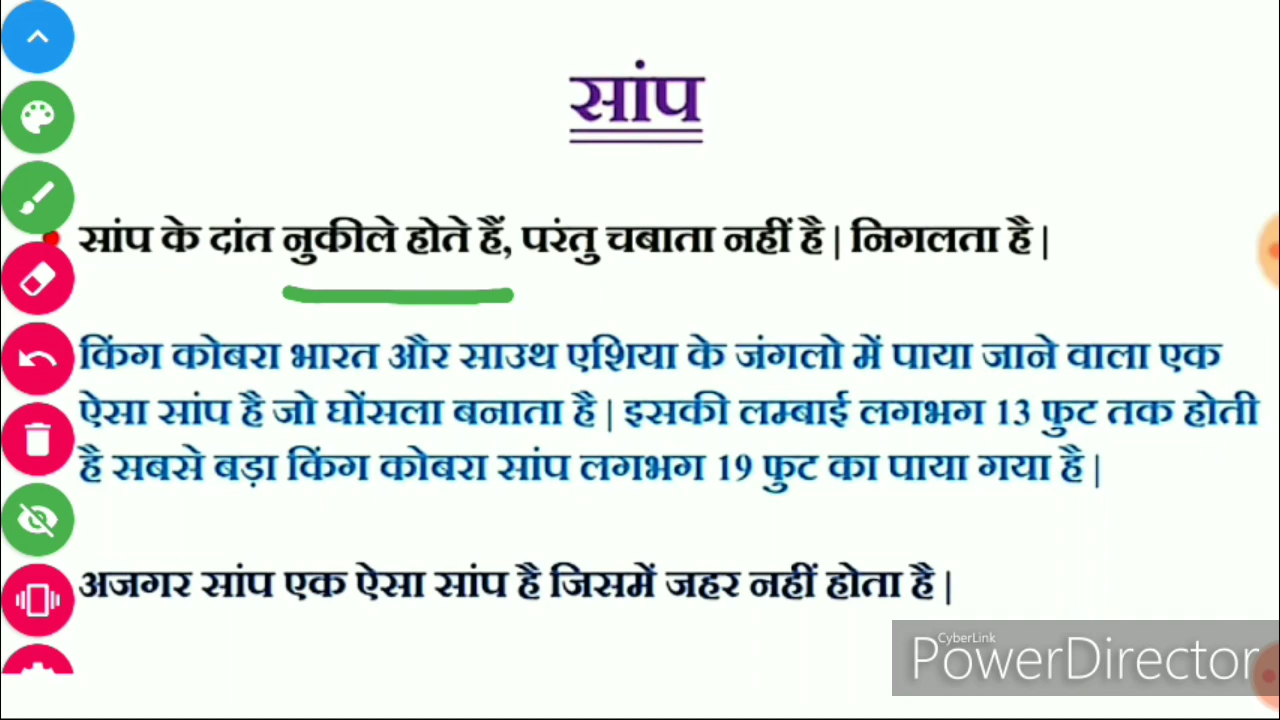 सांप
सांप के दांत नुकीले होते हैं, परंतु चबाता नहीं है | निगलता है |
किंग कोबरा भारत और साउथ एशिया के जंगलो में पाया जाने वाला एक
ऐसा सांप है जो घोंसला बनाता है | इसकी लम्बाई लगभग 13 फुट तक होती
है सबसे बड़ा किंग कोबरा सांप लगभग 19 फुट का पाया गया है |
अजगर सांप एक ऐसा सांप है जिसमें जहर नहीं होता है |
CyberLink
PowerDirector